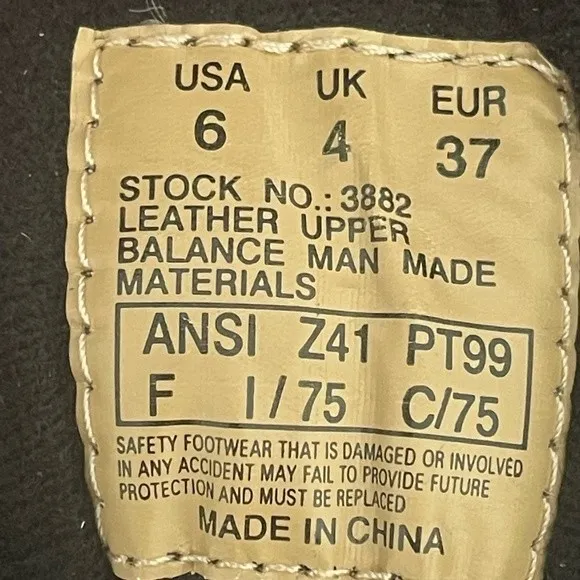 USA UK EUR
6 4 37
STOCK NO.: 3882
LEATHER UPPER
BALANCE MAN MADE
MATERIALS
ANSI Z41 PT99
F I/75 C/75
SAFETY FOOTWEAR THAT IS DAMAGED OR INVOLVED
IN ANY ACCIDENT MAY FAIL TO PROVIDE FUTURE
PROTECTION AND MUST BE REPLACED
MADE IN CHINA